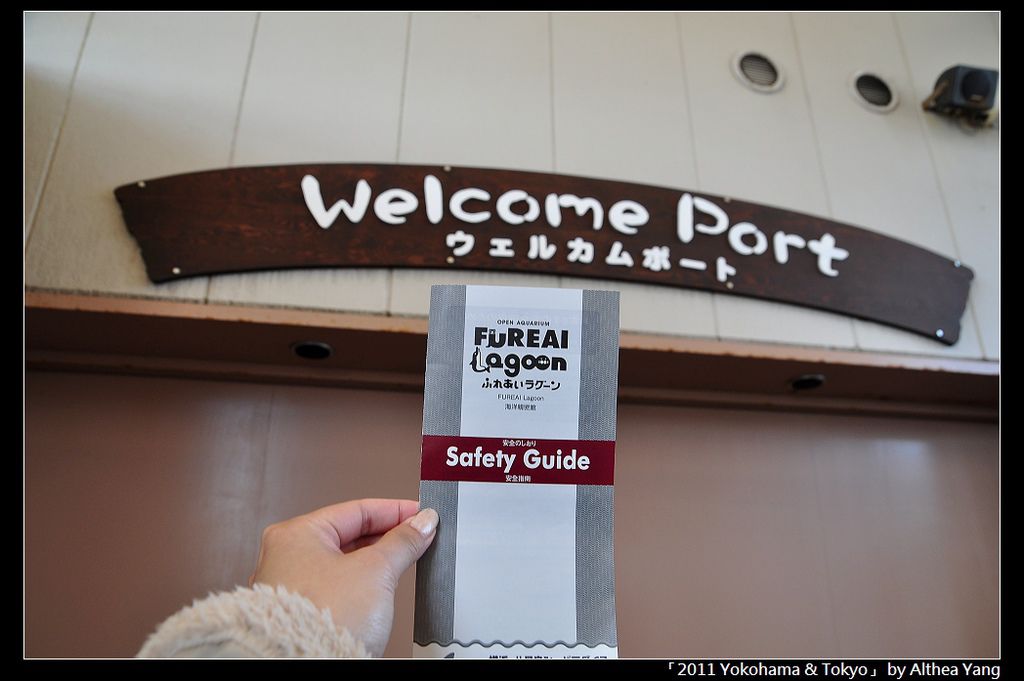 Welcome Port
ウェルカムポート
OPEN AQUARIUM
FUREAI
Lagoon
ふれあいラグーン
FUREAI Lagoon
安全のしおり
Safety Guide
安全指南
「2011 Yokohama & Tokyo」 by Althea Yang